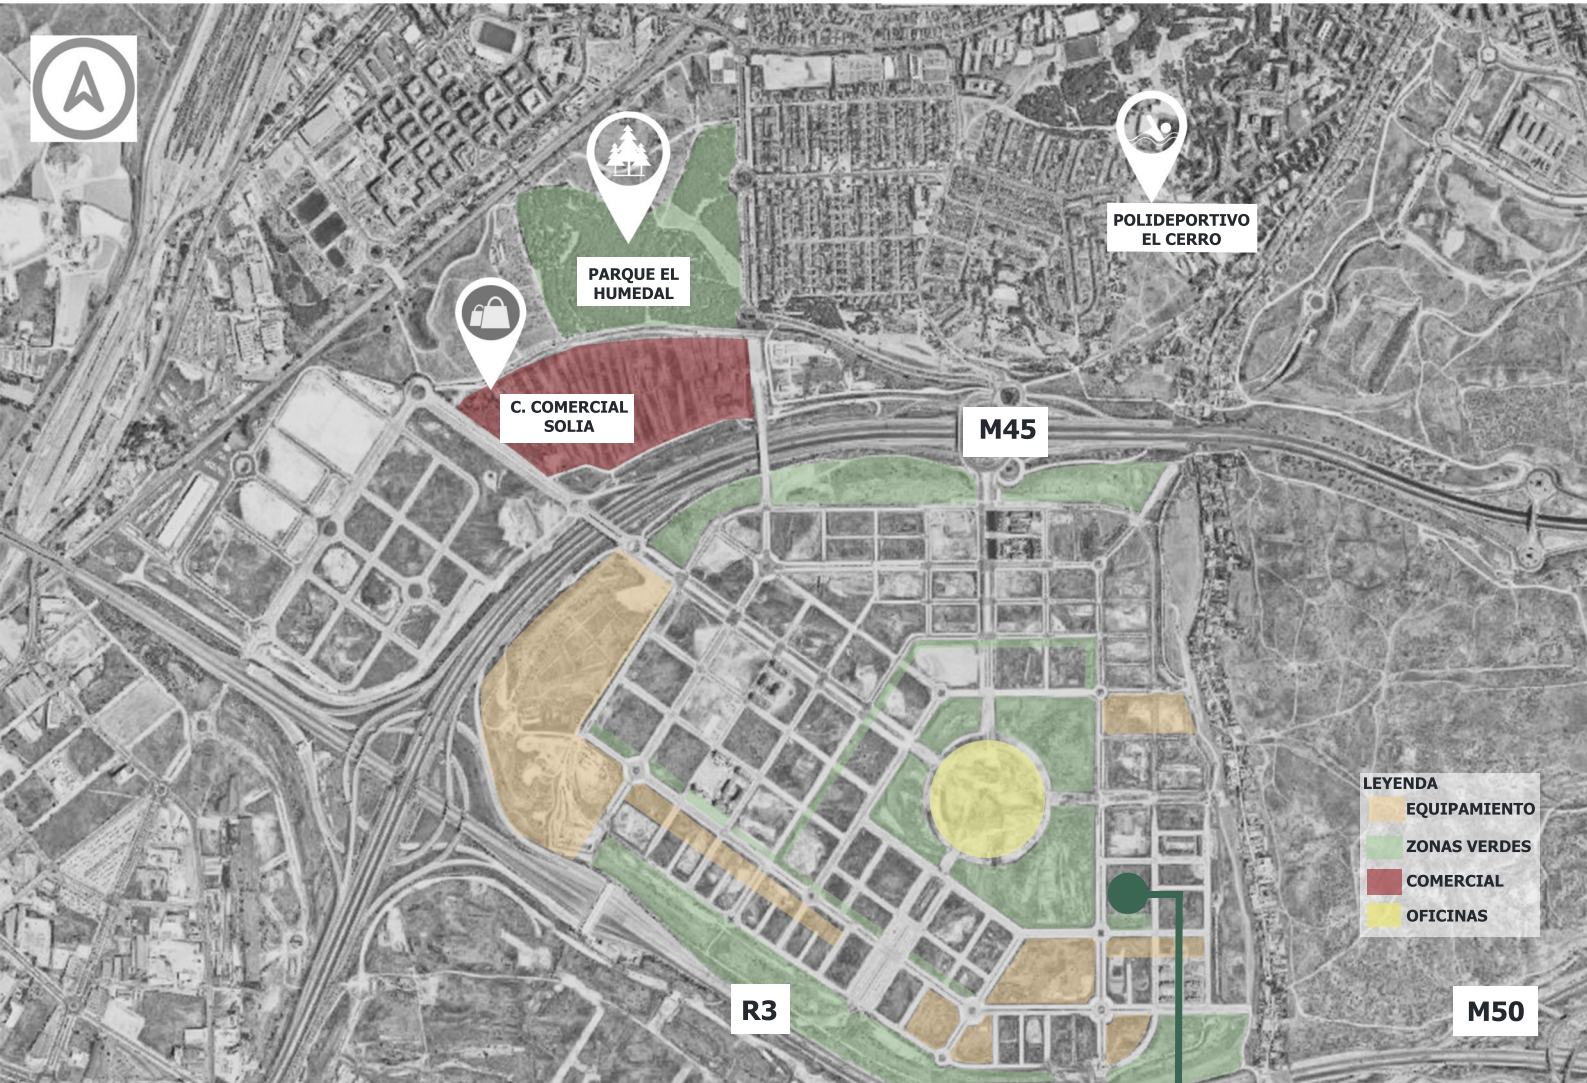 POLIDEPORTIVO
EL CERRO
PARQUE EL
HUMEDAL
C. COMERCIAL
SOLIA
M45
LEYENDA
EQUIPAMIENTO
ZONAS VERDES
COMERCIAL
OFICINAS
R3
M50